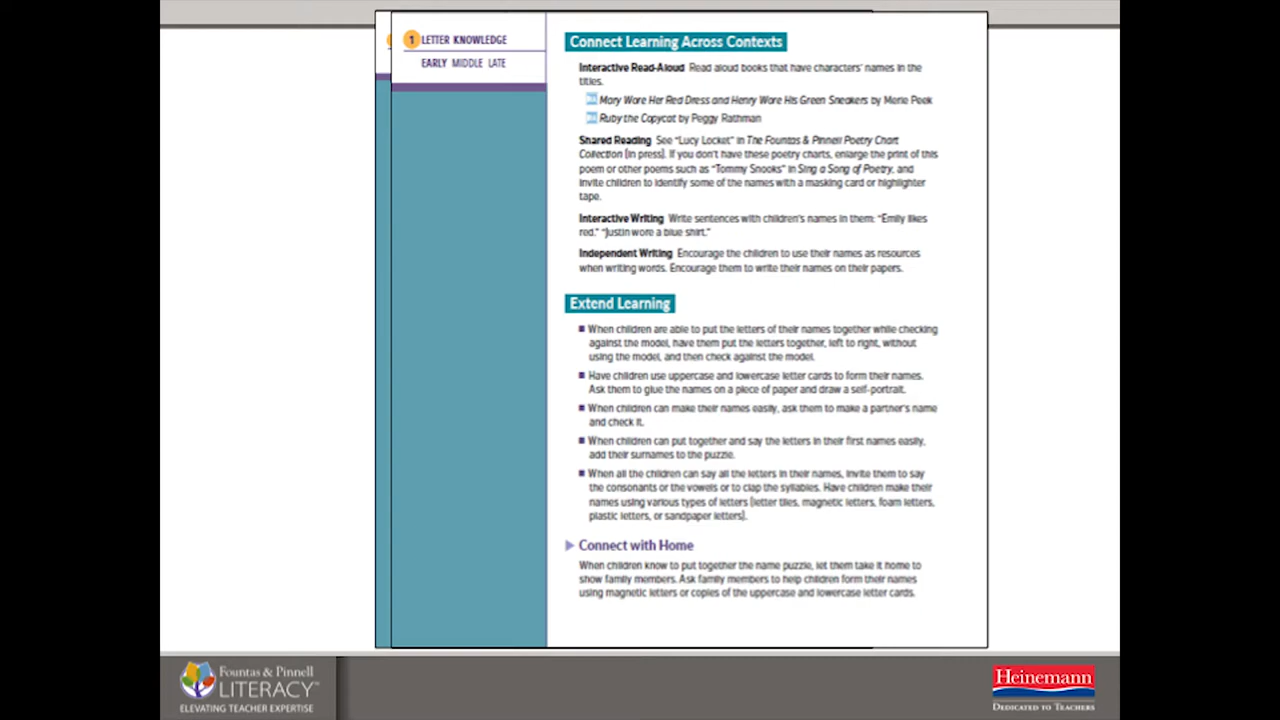 1 LETTER KNOWLEDGE
EARLY MIDDLE LATE
Connect Learning Across Contexts
Interactive Read-Aloud Read aloud books that have characters' names in the
titles.
Mary Wore Her Red Dress and Henry Wore His Green Sneakers by Merle Peek
Ruby the Copycat by Peggy Rathman
Shared Reading See "Lucy Locket" in The Fountas & Pinnell Poetry Chart
Collection (in press). If you don't have these poetry charts, enlarge the print of this
poem or other poems such as "Tommy Snooks" in Sing a Song of Poetry, and
invite children to identify some of the names with a masking card or highlighter
tape.
Interactive Writing Write sentences with children's names in them: "Emily likes
red." "Justin wore a blue shirt."
Independent Writing Encourage the children to use their names as resources
when writing words. Encourage them to write their names on their papers.
Extend Learning
When children are able to put the letters of their names together while checking
against the model, have them put the letters together, left to right, without
using the model, and then check against the model.
Have children use uppercase and lowercase letter cards to form their names.
Ask them to glue the names on a piece of paper and draw a self-portrait.
When children can make their names easily, ask them to make a partner's name
and check it.
When children can put together and say the letters in their first names easily,
add their surnames to the puzzle.
When all the children can say all the letters in their names, invite them to say
the consonants or the vowels or to clap the syllables. Have children make their
names using various types of letters (letter tiles, magnetic letters, foam letters,
plastic letters, or sandpaper letters).
Connect with Home
When children know to put together the name puzzle, let them take it home to
show family members. Ask family members to help children form their names
using magnetic letters or copies of the uppercase and lowercase letter cards.
Fountas & Pinnell
LITERACY™
ELEVATING TEACHER EXPERTISE
Heinemann
DEDICATED TO TEACHERS